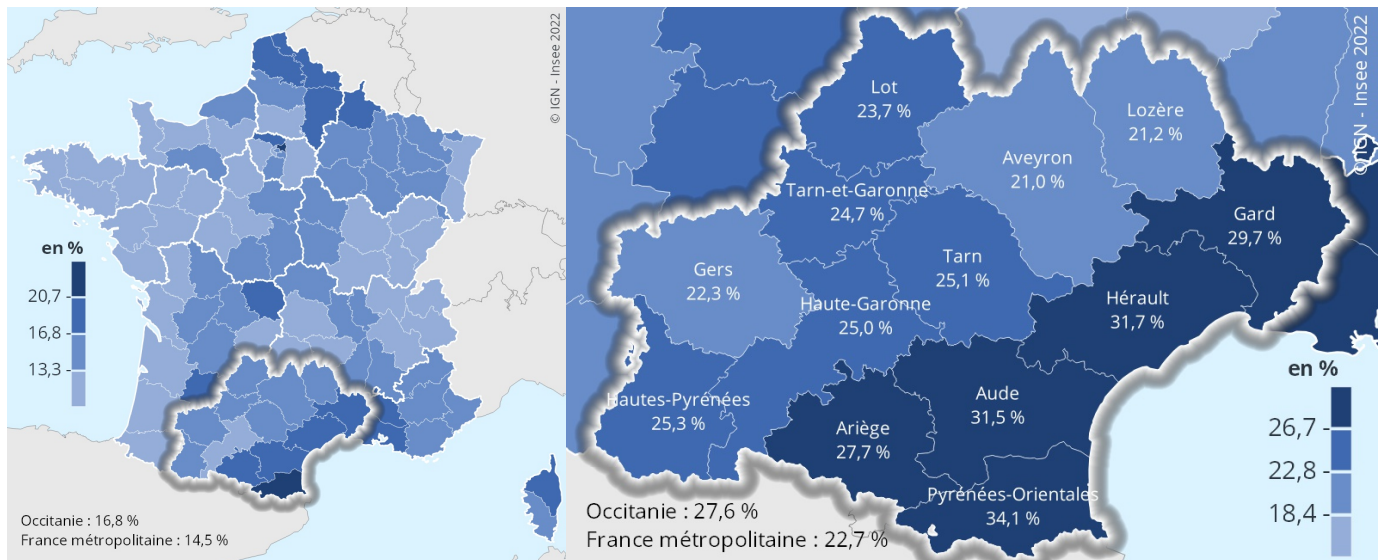 © IGN - Insee 2022
en %
20,7
16,8
13,3
Occitanie : 16,8 %
France métropolitaine : 14,5 %
© IGN - Insee 2022
Lot
23,7 %
Lozère
21,2 %
Aveyron
21,0 %
Tarn-et-Garonne
24,7 %
Gard
29,7 %
Gers
22,3 %
Tarn
25,1 %
Haute-Garonne
25,0 %
Hérault
31,7 %
Hautes-Pyrénées
25,3 %
Aude
31,5 %
Ariège
27,7 %
Pyrénées-Orientales
34,1 %
en %
26,7
22,8
18,4
Occitanie : 27,6 %
France métropolitaine : 22,7 %